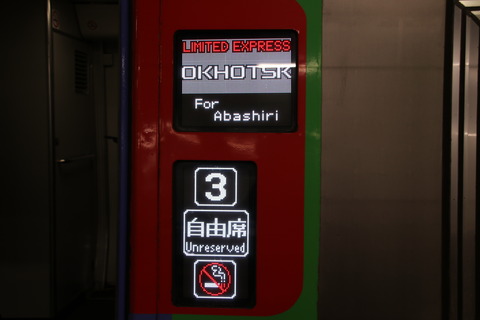 LIMITED EXPRESS
OKHOTSK
For
Abashiri
3
自由席
Unreserved